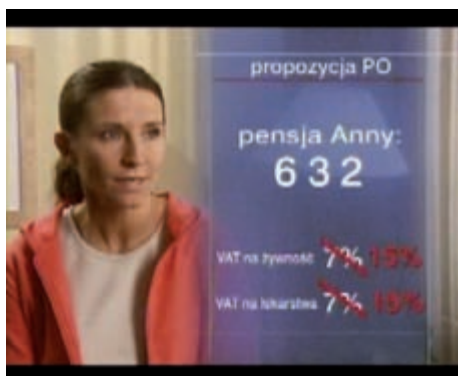 propozycja PO
pensja Anny:
632
VAT na żywność 7% 15%
VAT na lekarstwa 7% 15%